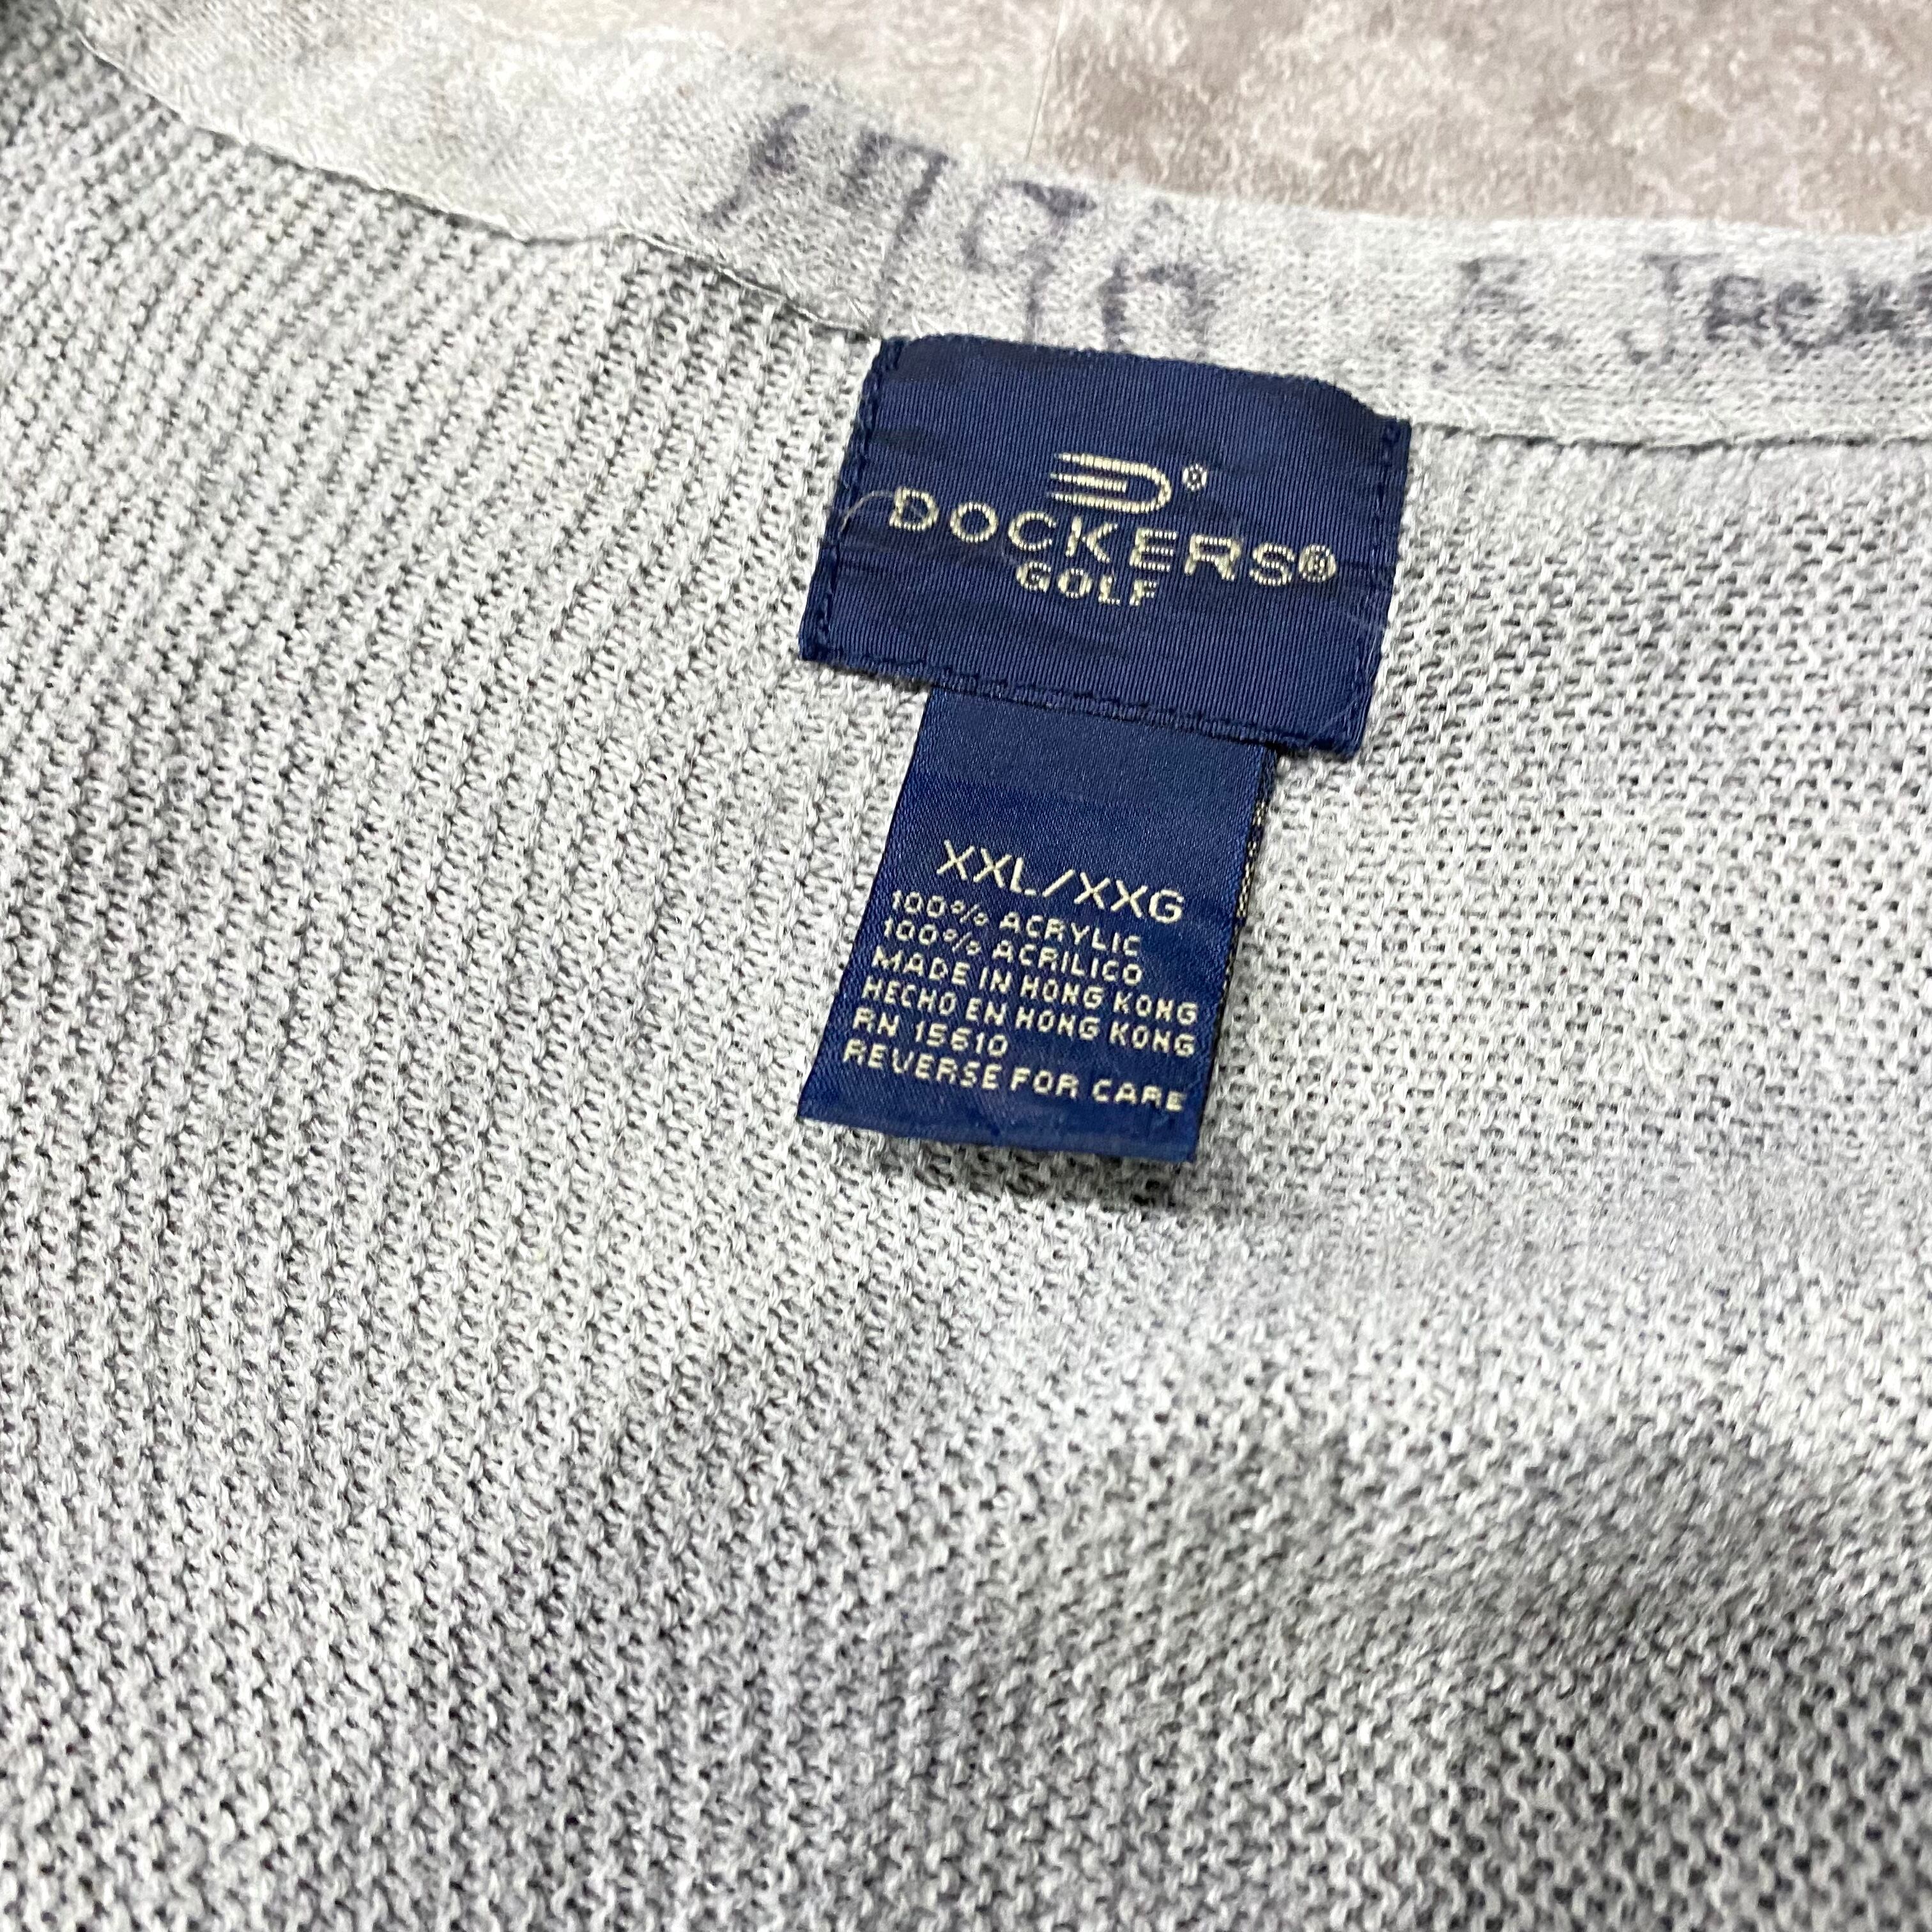 DOCKERS®
GOLF
XXL/XXG
100% ACRYLIC
100% ACRILICO
MADE IN HONG KONG
HECHO EN HONG KONG
RN 15610
REVERSE FOR CARE